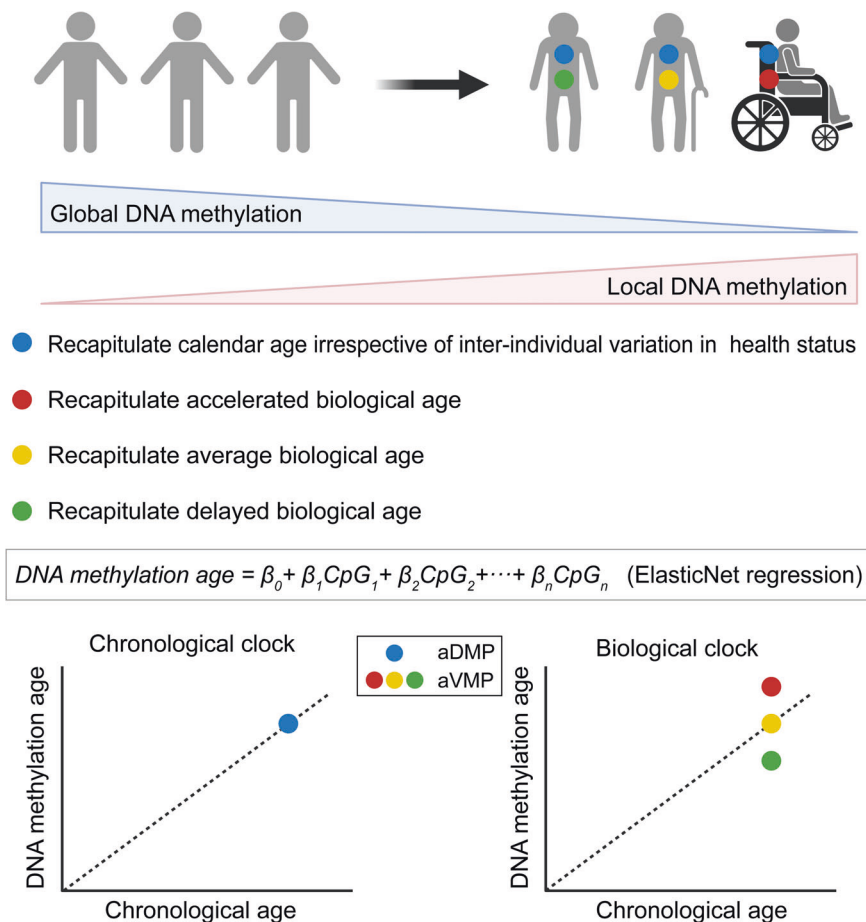 Global DNA methylation
Local DNA methylation
Recapitulate calendar age irrespective of inter-individual variation in health status
Recapitulate accelerated biological age
Recapitulate average biological age
Recapitulate delayed biological age
DNA methylation age = β₀+ β₁CpG₁+ β₂CpG₂+⋯+ βₙCpGₙ (ElasticNet regression)
Chronological clock
aDMP
aVMP
Biological clock
DNA methylation age
Chronological age
DNA methylation age
Chronological age